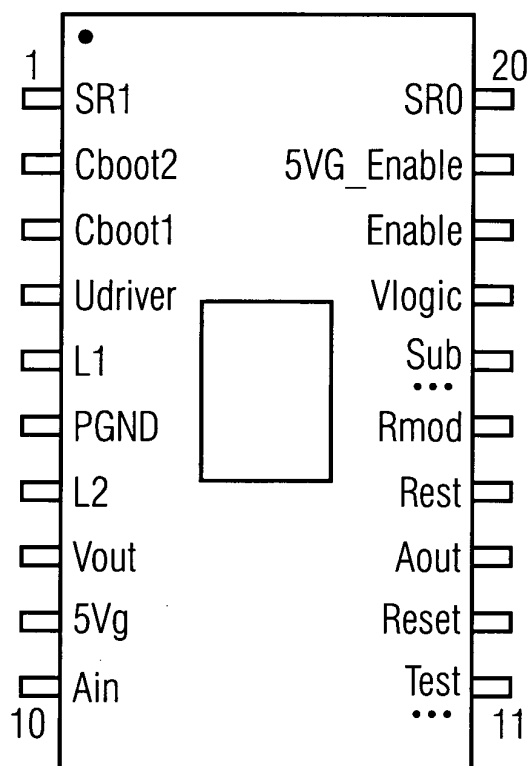 1 20
SR1 SR0
Cboot2 5VG_Enable
Cboot1 Enable
Udriver Vlogic
L1 Sub
•••
PGND Rmod
L2 Rest
Vout Aout
5Vg Reset
Ain Test
•••
10 11